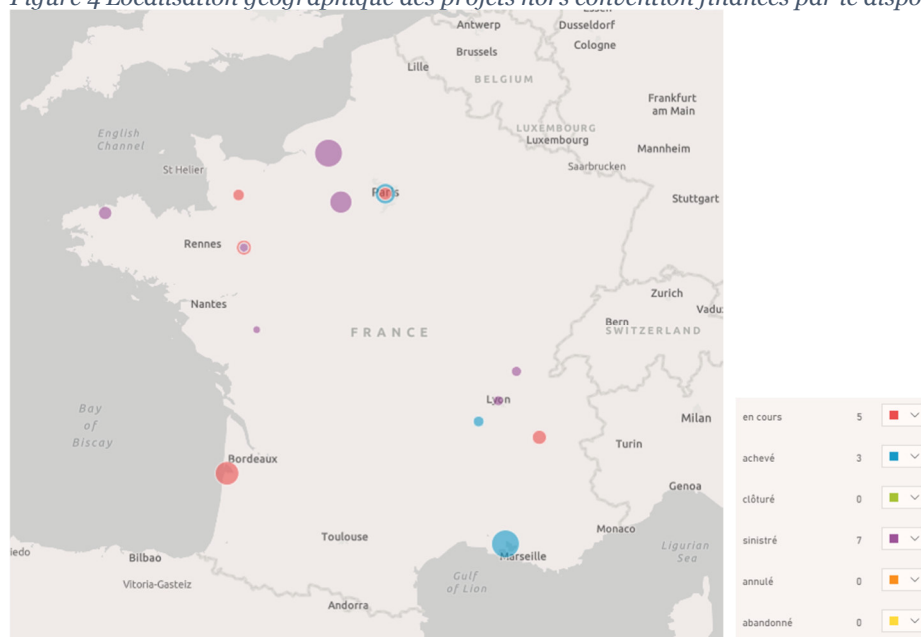 Figure 4 Localisation géographique des projets hors convention financés par le dispo
Antwerp
Dusseldorf
Brussels
Cologne
Lille
BELGIUM
Frankfurt
am Main
English
Channel
LUXEMBOURG
Luxembourg
Mannheim
St Helier
Saarbrucken
Paris
Stuttgart
Rennes
Nantes
Zurich
Vaduz
Bern
SWITZERLAND
FRANCE
Lyon
Milan
Bay
of
Biscay
Turin
Bordeaux
Genoa
Toulouse
Monaco
Marseille
Ligurian
Sea
iedo
Bilbao
Vitoria-Gasteiz
Gulf
of Lion
Andorra
en cours 5
achevé 3
clôturé 0
sinistré 7
annulé 0
abandonné 0